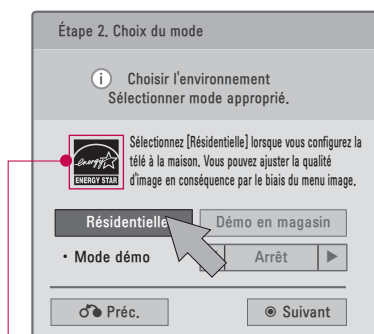 Étape 2. Choix du mode
i Choisir l'environnement
Sélectionner mode approprié.
energy
ENERGY STAR
Sélectionnez [Résidentielle] lorsque vous configurez la
télé à la maison. Vous pouvez ajuster la qualité
d'image en conséquence par le biais du menu image.
Résidentielle Démo en magasin
• Mode démo Arrêt ▶
Préc. ◉ Suivant